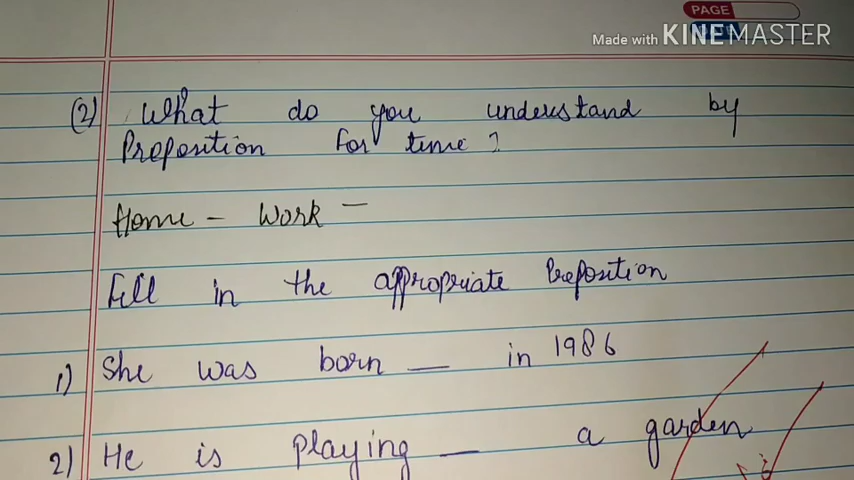 PAGE
Made with KINEMASTER
(2) What do you understand by
Preposition for time?
Home - Work -
Fill in the appropriate Preposition
1) She was born __ in 1986
2) He is playing __ a garden